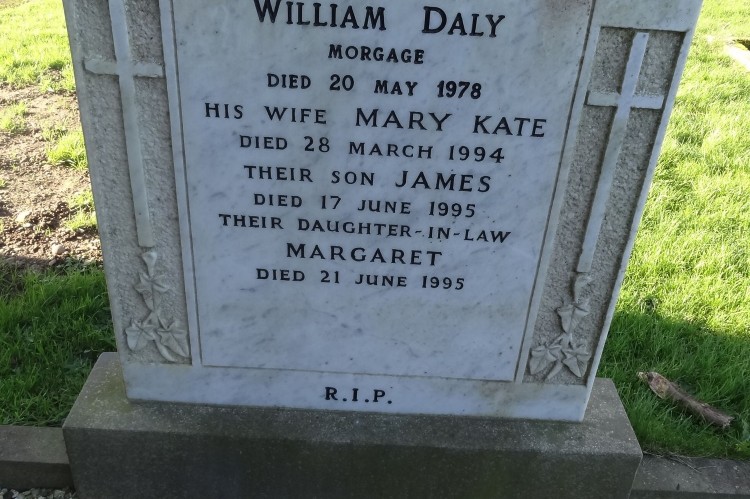 William Daly
MORGAGE
DIED 20 MAY 1978
HIS WIFE MARY KATE
DIED 28 MARCH 1994
THEIR SON JAMES
DIED 17 JUNE 1995
THEIR DAUGHTER-IN-LAW
MARGARET
DIED 21 JUNE 1995
R.I.P.